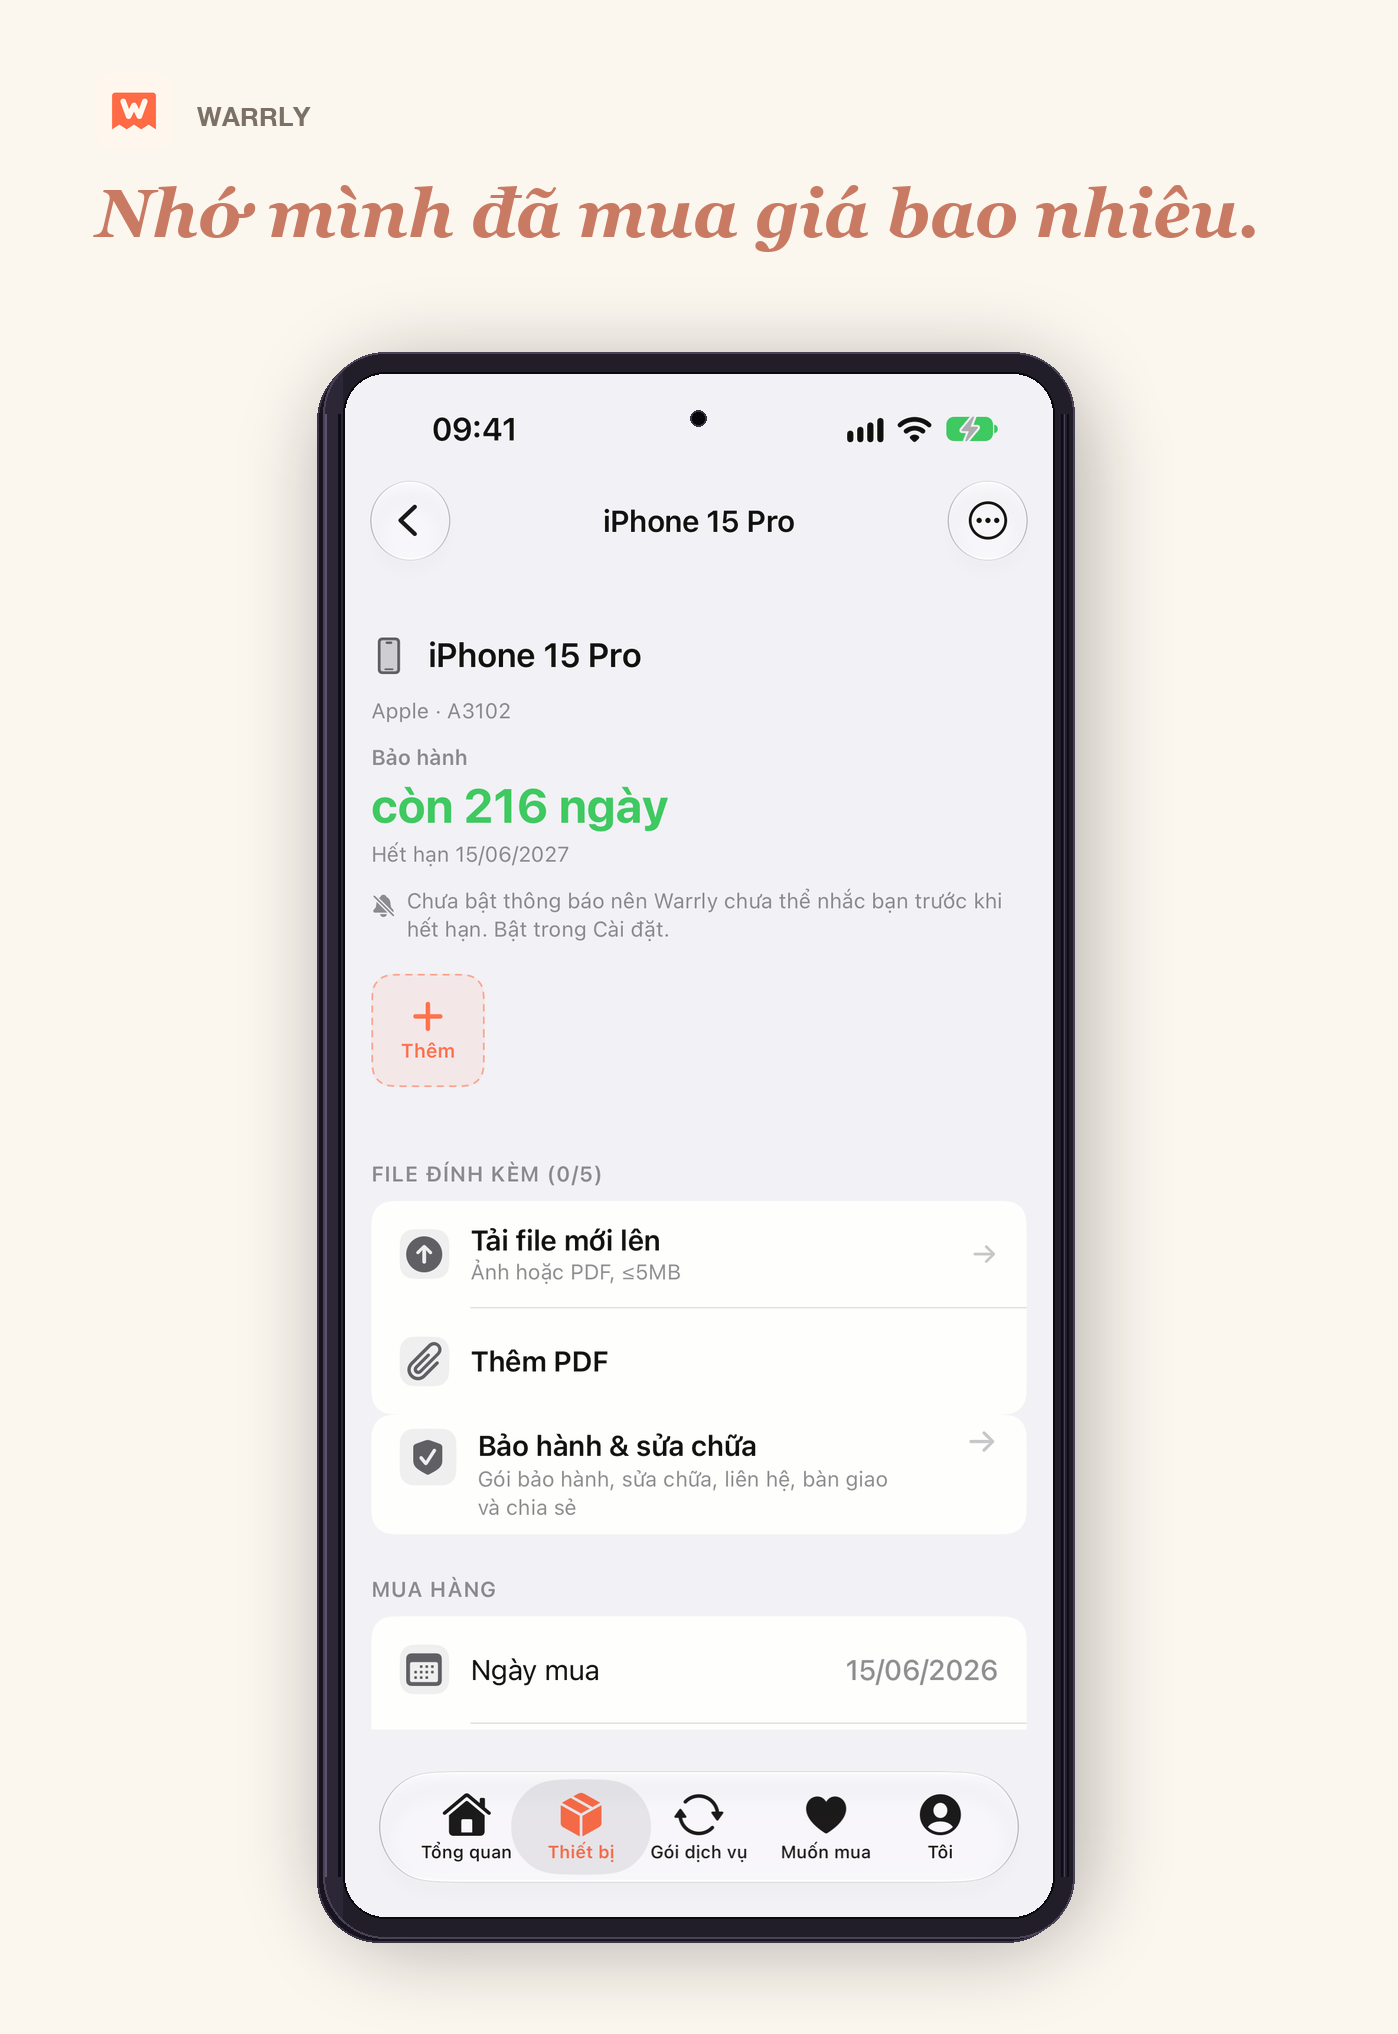 WARRLY
Nhớ mình đã mua giá bao nhiêu.
09:41
iPhone 15 Pro
iPhone 15 Pro
Apple · A3102
Bảo hành
còn 216 ngày
Hết hạn 15/06/2027
Chưa bật thông báo nên Warrly chưa thể nhắc bạn trước khi
hết hạn. Bật trong Cài đặt.
Thêm
FILE ĐÍNH KÈM (0/5)
Tải file mới lên
Ảnh hoặc PDF, ≤5MB
Thêm PDF
Bảo hành & sửa chữa
Gói bảo hành, sửa chữa, liên hệ, bàn giao
và chia sẻ
MUA HÀNG
Ngày mua 15/06/2026
Tổng quan Thiết bị Gói dịch vụ Muốn mua Tôi